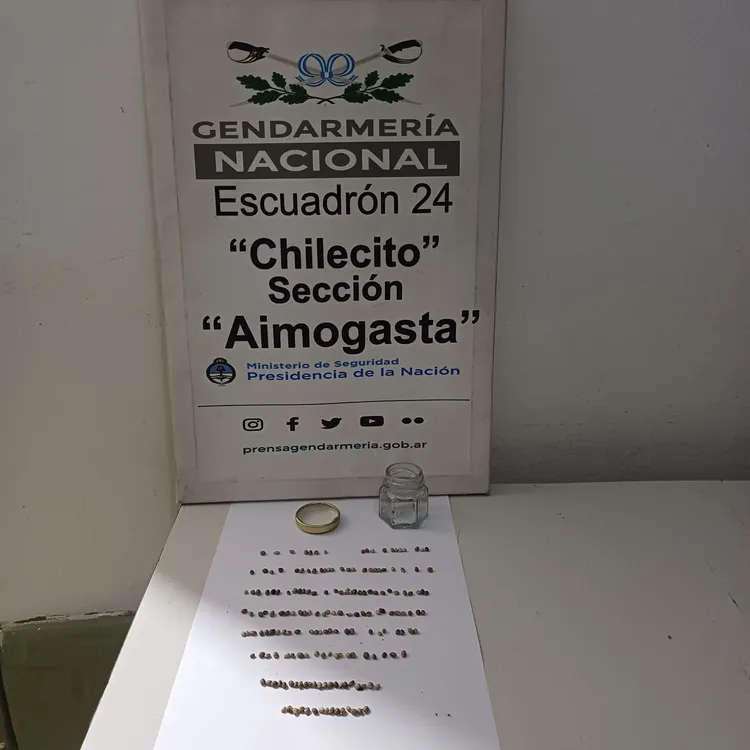 GENDARMERÍA
NACIONAL
Escuadrón 24
“Chilecito”
Sección
“Aimogasta”
Ministerio de Seguridad
Presidencia de la Nación
prensagendarmeria.gob.ar